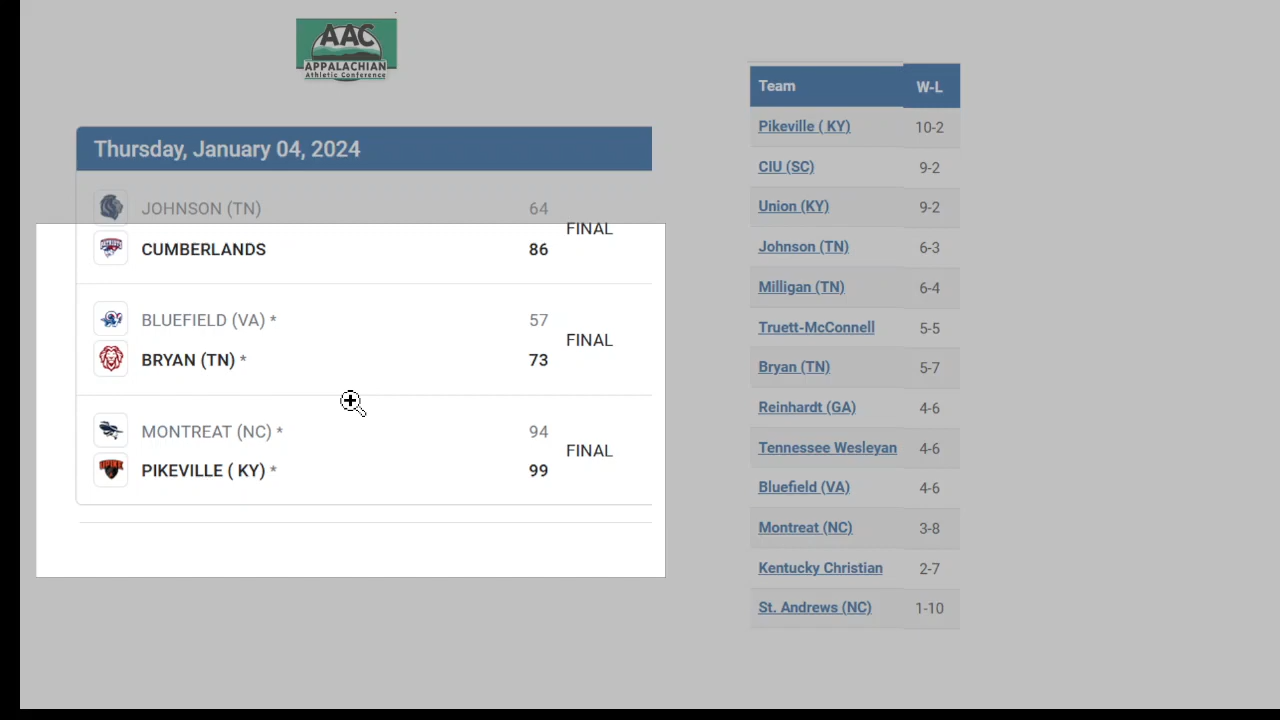 AAC
APPALACHIAN
Athletic Conference
Thursday, January 04, 2024
JOHNSON (TN) 64
FINAL
CUMBERLANDS 86
BLUEFIELD (VA) * 57
FINAL
BRYAN (TN) * 73
MONTREAT (NC) * 94
FINAL
PIKEVILLE ( KY) * 99
Team W-L
Pikeville ( KY) 10-2
CIU (SC) 9-2
Union (KY) 9-2
Johnson (TN) 6-3
Milligan (TN) 6-4
Truett-McConnell 5-5
Bryan (TN) 5-7
Reinhardt (GA) 4-6
Tennessee Wesleyan 4-6
Bluefield (VA) 4-6
Montreat (NC) 3-8
Kentucky Christian 2-7
St. Andrews (NC) 1-10